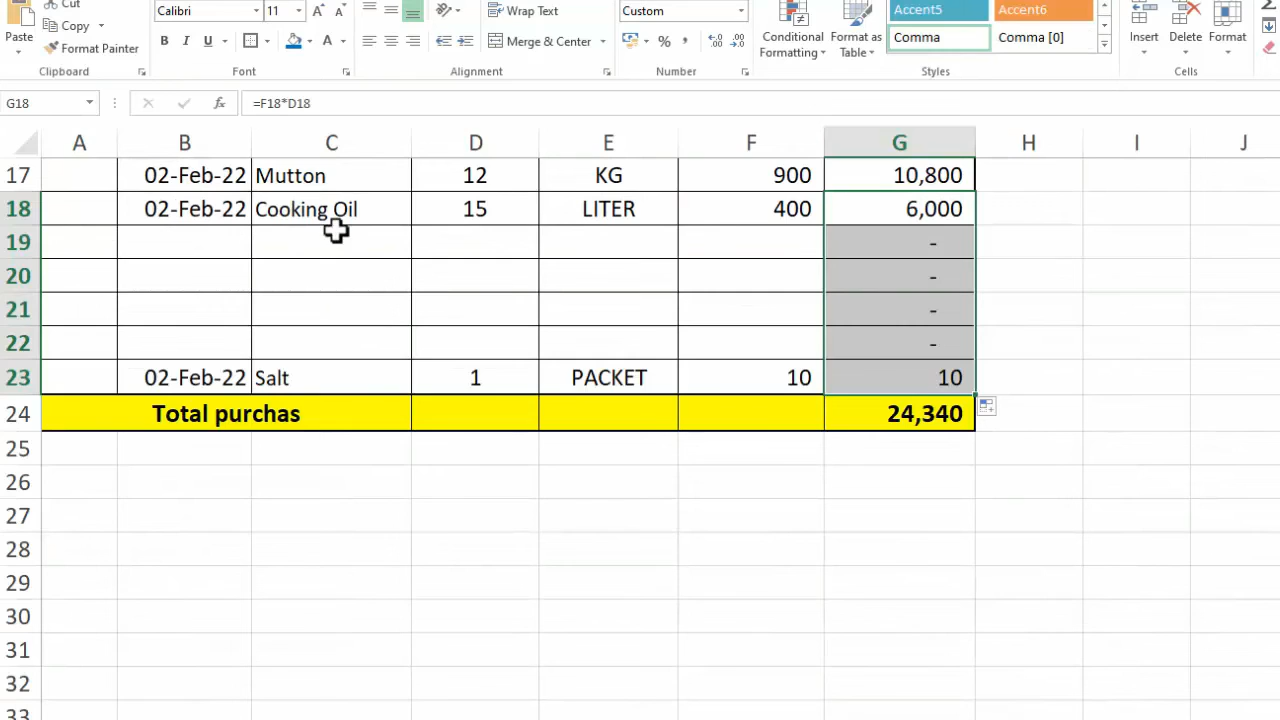 Cut
Calibri 11 A A Wrap Text Custom Accent5 Accent6
Paste Copy B I U A Merge & Center % , Conditional Formatting Format as Table Comma Comma [0] Insert Delete Format
Format Painter
Clipboard Font Alignment Number Styles Cells
G18 fx =F18*D18
A B C D E F G H I J
17 02-Feb-22 Mutton 12 KG 900 10,800
18 02-Feb-22 Cooking Oil 15 LITER 400 6,000
19 -
20 -
21 -
22 -
23 02-Feb-22 Salt 1 PACKET 10 10
24 Total purchas 24,340
25
26
27
28
29
30
31
32
33